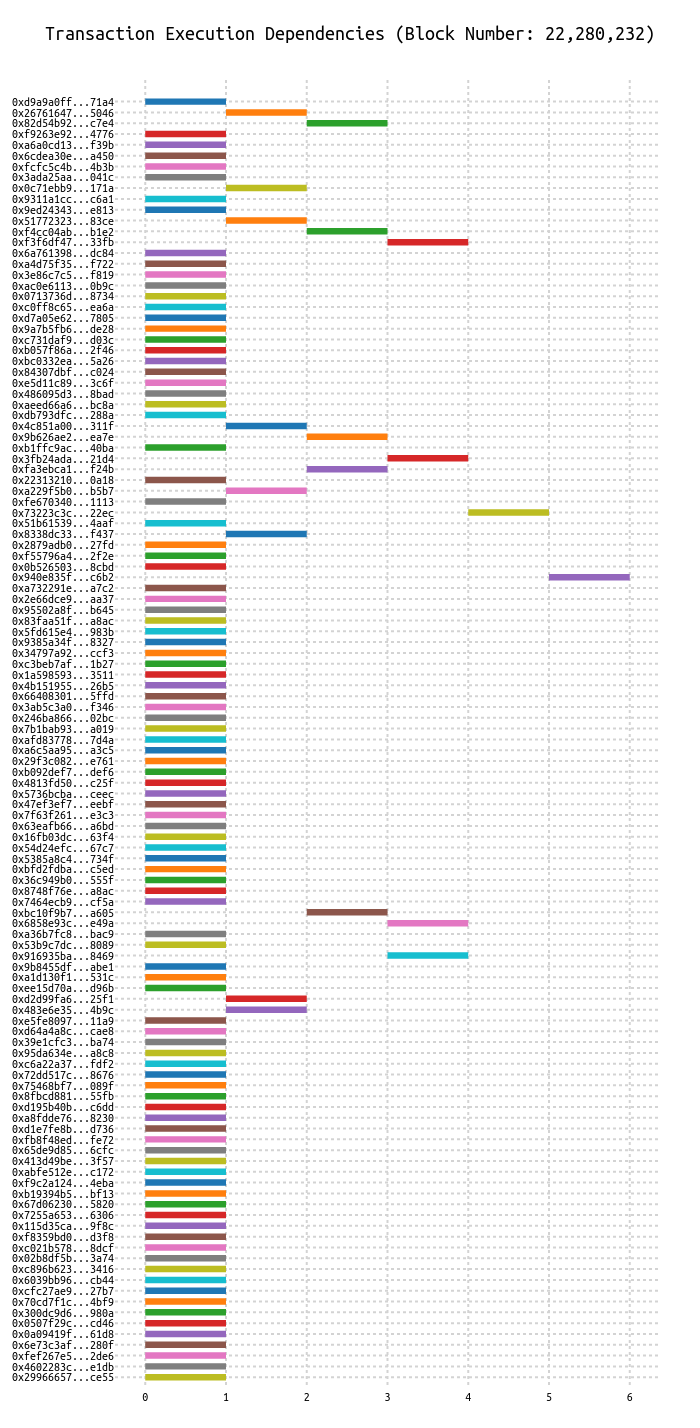 Transaction Execution Dependencies (Block Number: 22,280,232)
0xd9a9a0ff...71a4
0x26761647...5046
0x82d54b92...c7e4
0xf9263e92...4776
0xa6a0cd13...f39b
0x6cdea30e...a450
0xfcfc5c4b...4b3b
0x3ada25aa...041c
0x0c71ebb9...171a
0x9311a1cc...c6a1
0x9ed24343...e813
0x51772323...83ce
0xf4cc04ab...b1e2
0xf3f6df47...33fb
0x6a761398...dc84
0xa4d75f35...f722
0x3e86c7c5...f819
0xac0e6113...0b9c
0x0713736d...8734
0xc0ff8c65...ea6a
0xd7a05e62...7805
0x9a7b5fb6...de28
0xc731daf9...d03c
0xb057f86a...2f46
0xbc0332ea...5a26
0x84307dbf...c024
0xe5d11c89...3c6f
0x486095d3...8bad
0xaeed66a6...bc8a
0xdb793dfc...288a
0x4c851a00...311f
0x9b626ae2...ea7e
0xb1ffc9ac...40ba
0x3fb24ada...21d4
0xfa3ebca1...f24b
0x22313210...0a18
0xa229f5b0...b5b7
0xfe670340...1113
0x73223c3c...22ec
0x51b61539...4aaf
0x8338dc33...f437
0x2879adb0...27fd
0xf55796a4...2f2e
0x0b526503...8cbd
0x940e835f...c6b2
0xa732291e...a7c2
0x2e66dce9...aa37
0x95502a8f...b645
0x83faa51f...a8ac
0x5fd615e4...983b
0x9385a34f...8327
0x34797a92...ccf3
0xc3beb7af...1b27
0x1a598593...3511
0x4b151955...26b5
0x66408301...5ffd
0x3ab5c3a0...f346
0x246ba866...02bc
0x7b1bab93...a019
0xafd83778...7d4a
0xa6c5aa95...a3c5
0x29f3c082...e761
0xb092def7...def6
0x4813fd50...c25f
0x5736bcba...ceec
0x47ef3ef7...eebf
0x7f63f261...e3c3
0x63eafb66...a6bd
0x16fb03dc...63f4
0x54d24efc...67c7
0x5385a8c4...734f
0xbfd2fdba...c5ed
0x36c949b0...555f
0x8748f76e...a8ac
0x7464ecb9...cf5a
0xbc10f9b7...a605
0x6858e93c...e49a
0xa36b7fc8...bac9
0x53b9c7dc...8089
0x916935ba...8469
0x9b8455df...abe1
0xa1d130f1...531c
0xee15d70a...d96b
0xd2d99fa6...25f1
0x483e6e35...4b9c
0xe5fe8097...11a9
0xd64a4a8c...cae8
0x39e1cfc3...ba74
0x95da634e...a8c8
0xc6a22a37...fdf2
0x72dd517c...8676
0x75468bf7...089f
0x8fbcd881...55fb
0xd195b40b...c6dd
0xa8fdde76...8230
0xd1e7fe8b...d736
0xfb8f48ed...fe72
0x65de9d85...6cfc
0x413d49be...3f57
0xabfe512e...c172
0xf9c2a124...4eba
0xb19394b5...bf13
0x67d06230...5820
0x7255a653...6306
0x115d35ca...9f8c
0xf8359bd0...d3f8
0xc021b578...8dcf
0x02b8df5b...3a74
0xc896b623...3416
0x6039bb96...cb44
0xcfc27ae9...27b7
0x70cd7f1c...4bf9
0x300dc9d6...980a
0x0507f29c...cd46
0x0a09419f...61d8
0x6e73c3af...280f
0xfef267e5...2de6
0x4602283c...e1db
0x29966657...ce55
0 1 2 3 4 5 6